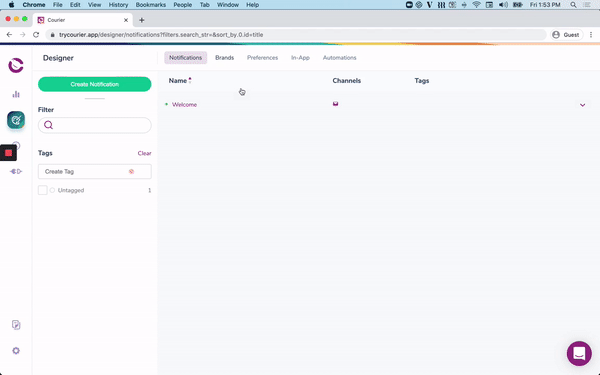 Chrome File Edit View History Bookmarks People Tab Window Help Fri 1:53 PM
Courier
trycourier.app/designer/notifications?filters.search_str=&sort_by.0.id=title
Guest
Designer
Notifications Brands Preferences In-App Automations
Create Notification
Name Channels Tags
Welcome
Filter
Tags Clear
Create Tag
Untagged 1